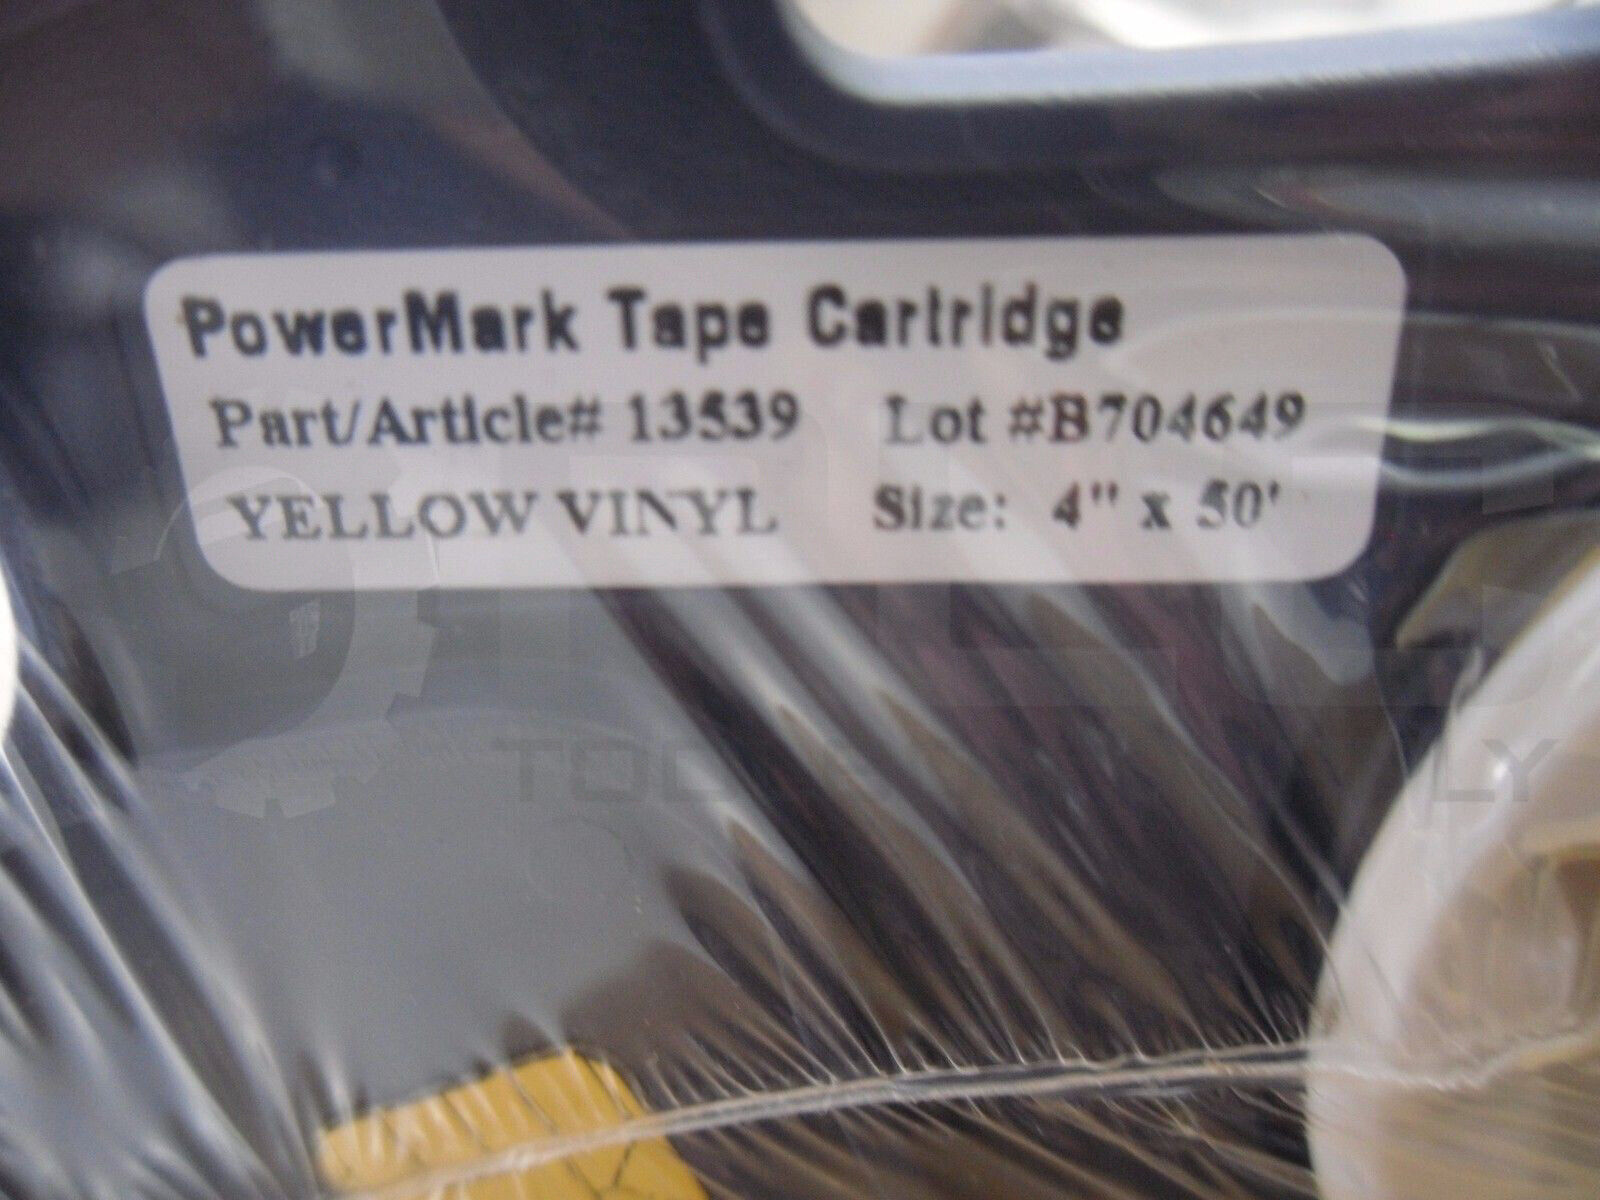 PowerMark Tape Cartridge
Part/Article# 13539 Lot #B704649
YELLOW VINYL Size: 4" x 50'